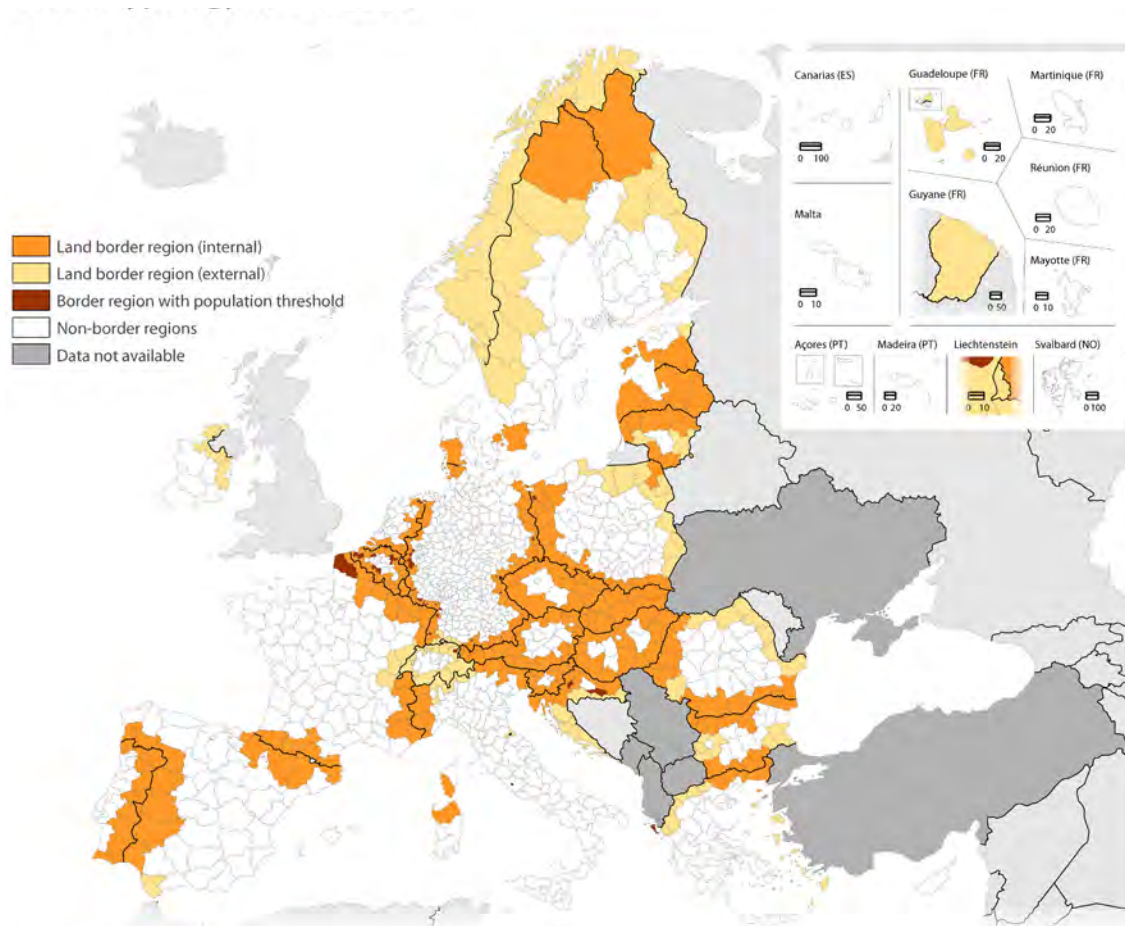 Land border region (internal)
Land border region (external)
Border region with population threshold
Non-border regions
Data not available
Canarias (ES)
0 100
Guadeloupe (FR)
0 20
Martinique (FR)
0 20
Malta
0 10
Guyane (FR)
0 50
Réunion (FR)
0 20
Mayotte (FR)
0 10
Açores (PT)
0 50
Madeira (PT)
0 20
Liechtenstein
0 10
Svalbard (NO)
0 100